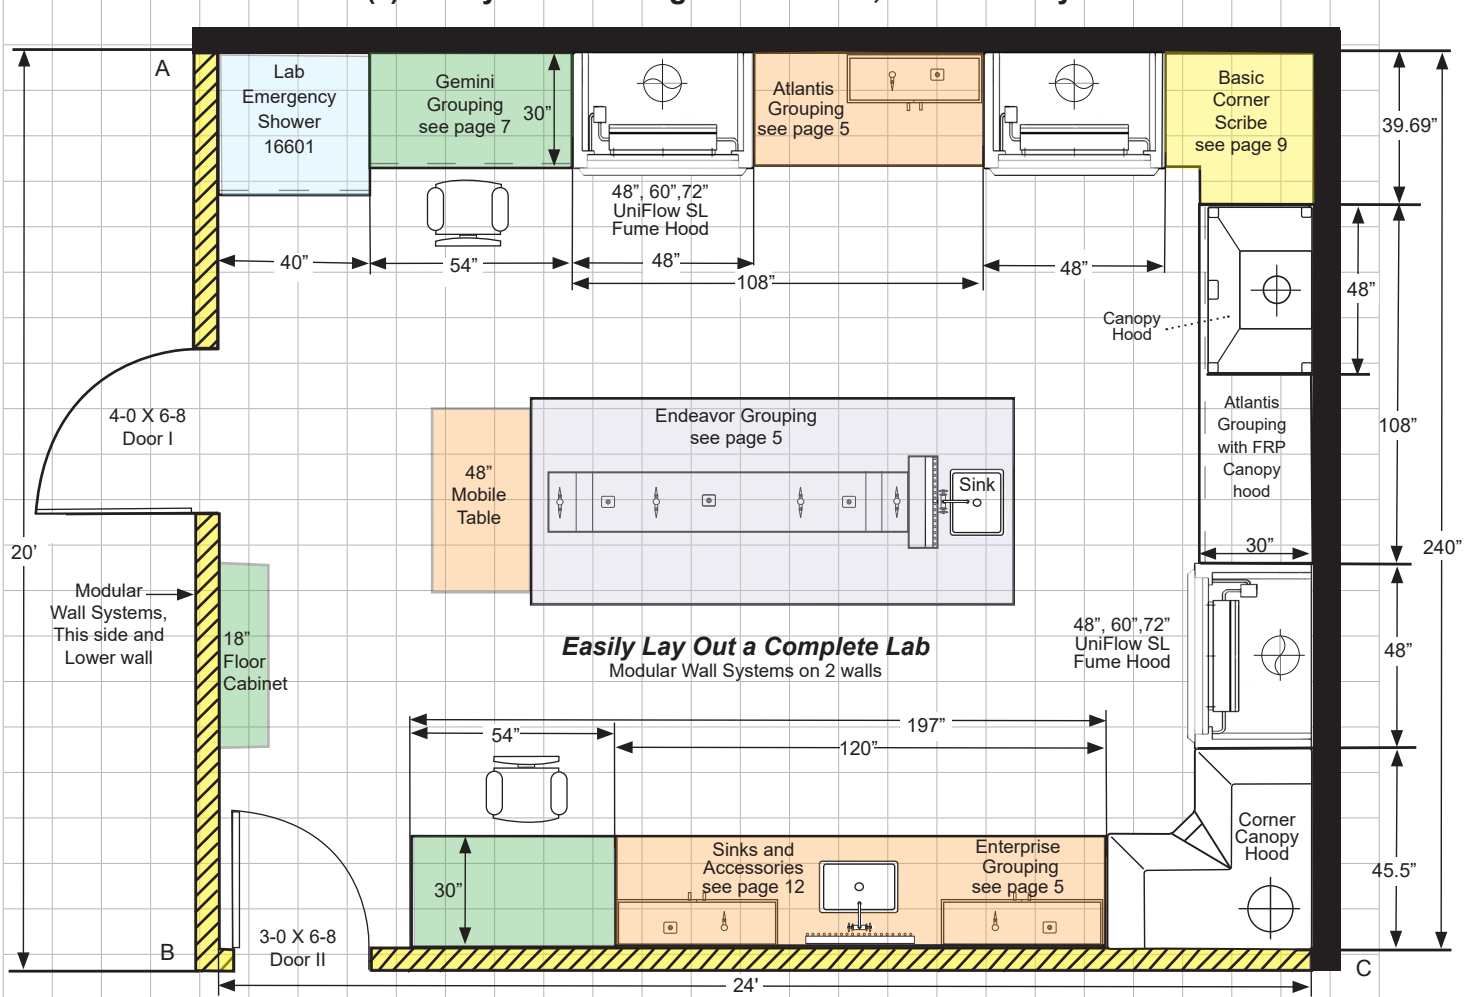 A
Lab
Emergency
Shower
16601
Gemini
Grouping
see page 7
30”
Atlantis
Grouping
see page 5
Basic
Corner
Scribe
see page 9
39.69”
48”, 60”,72”
UniFlow SL
Fume Hood
40”
54”
48”
108”
48”
48”
Canopy
Hood
4-0 X 6-8
Door I
Endeavor Grouping
see page 5
48”
Mobile
Table
Sink
Atlantis
Grouping
with FRP
Canopy
hood
108”
30”
20’
240”
Modular
Wall Systems,
This side and
Lower wall
18”
Floor
Cabinet
Easily Lay Out a Complete Lab
Modular Wall Systems on 2 walls
48”, 60”,72”
UniFlow SL
Fume Hood
48”
197”
54”
120”
30”
Sinks and
Accessories
see page 12
Enterprise
Grouping
see page 5
Corner
Canopy
Hood
45.5”
3-0 X 6-8
Door II
B
C
24'